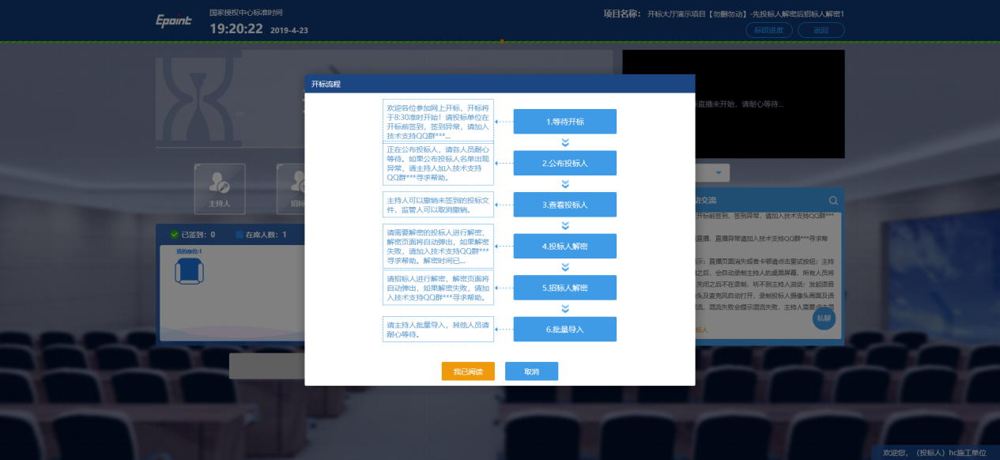 Epoint
国家授权中心标准时间
19:20:22 2019-4-23
项目名称： 开标大厅演示项目【勿删勿动】-先投标人解密后招标人解密1
标段进度
返回
直播未开始，请耐心等待...
开标流程
欢迎各位参加网上开标，开标将
于8:30准时开始！请投标单位在
开标前签到，签到异常，请加入
技术支持QQ群***...
1.等待开标
正在公布投标人，请各人员耐心
等待。如果公布投标人名单出现
异常，请主持人加入技术支持
QQ群***寻求帮助。
2.公布投标人
主持人可以撤销未签到的投标文
件，监管人可以取消撤销。
3.查看投标人
请需要解密的投标人进行解密，
解密页面将自动弹出，如果解密
失败，请加入技术支持QQ群***
寻求帮助。解密时间已...
4.投标人解密
请招标人进行解密，解密页面将
自动弹出，如果解密失败，请加
入技术支持QQ群***寻求帮助。
5.招标人解密
请主持人批量导入，其他人员请
耐心等待。
6.批量导入
我已阅读
取消
主持人
招标
已签到：0
在席人数：1
我的座位:1
动交流
开标前签到，签到异常，请加入技术支持QQ群***
直播，直播异常请加入技术支持QQ群***寻求帮
示：直播页面消失或者卡顿请点击重试按钮；主持
之后，会自动录制主持人的桌面屏幕，所有人员将
关闭之后不在录制，听不到主持人说话；发起语音
头及麦克风自动打开，录制投标人摄像头画面及语
流，混流失败会提示混流失败，主持人需要点击混
标人
私聊
欢迎您，（投标人）hc施工单位